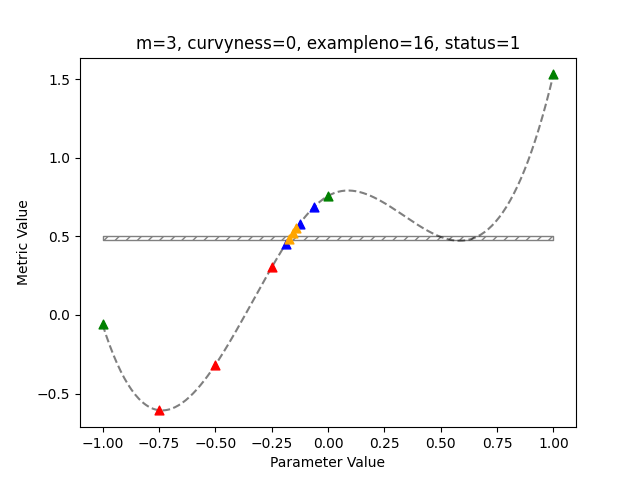 m=3, curvyness=0, exampleno=16, status=1
Metric Value
1.5
1.0
0.5
0.0
−0.5
−1.00 −0.75 −0.50 −0.25 0.00 0.25 0.50 0.75 1.00
Parameter Value